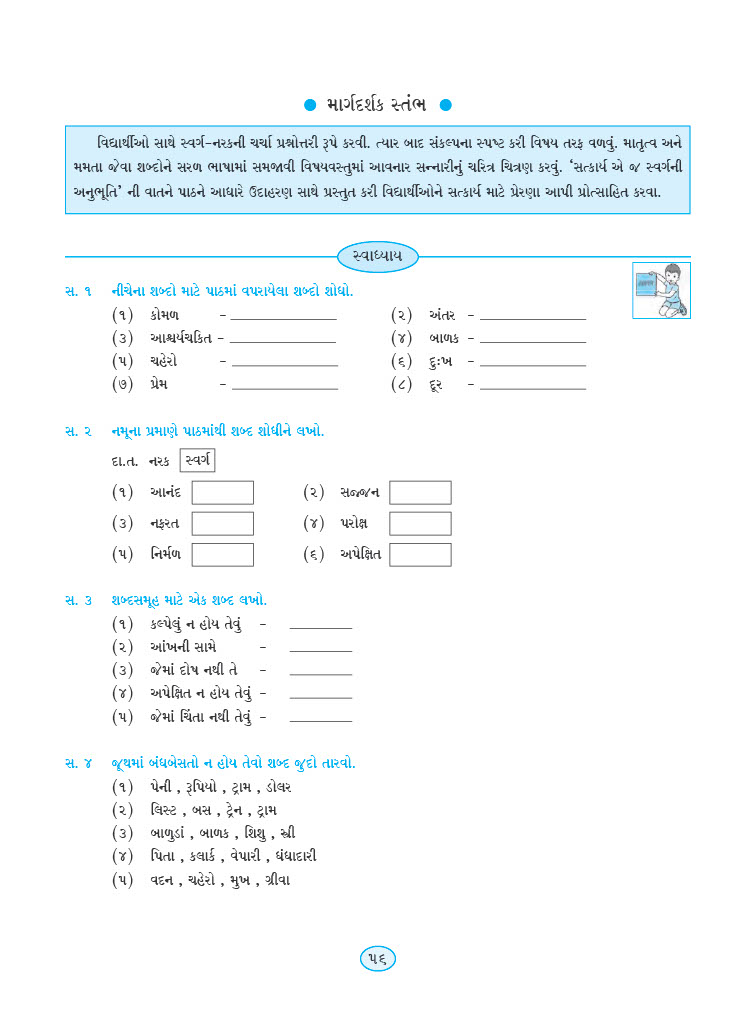 ● માર્ગદર્શક સ્તંભ ●
વિદ્યાર્થીઓ સાથે સ્વર્ગ-નરકની ચર્ચા પ્રશ્નોત્તરી રૂપે કરવી. ત્યાર બાદ સંકલ્પના સ્પષ્ટ કરી વિષય તરફ વળવું. માતૃત્વ અને
મમતા જેવા શબ્દોને સરળ ભાષામાં સમજાવી વિષયવસ્તુમાં આવનાર સન્નારીનું ચરિત્ર ચિત્રણ કરવું. ‘સત્કાર્ય એ જ સ્વર્ગની
અનુભૂતિ’ ની વાતને પાઠને આધારે ઉદાહરણ સાથે પ્રસ્તુત કરી વિદ્યાર્થીઓને સત્કાર્ય માટે પ્રેરણા આપી પ્રોત્સાહિત કરવા.
સ્વાધ્યાય
સ. ૧ નીચેના શબ્દો માટે પાઠમાં વપરાયેલા શબ્દો શોધો.
(૧) કોમળ – ________ (૨) અંતર – ________
(૩) આશ્ચર્યચકિત – ________ (૪) બાળક – ________
(૫) ચહેરો – ________ (૬) દુઃખ – ________
(૭) પ્રેમ – ________ (૮) દૂર – ________
સ. ૨ નમૂના પ્રમાણે પાઠમાંથી શબ્દ શોધીને લખો.
દા.ત. નરક સ્વર્ગ
(૧) આનંદ (૨) સજ્જન
(૩) નફરત (૪) પરોક્ષ
(૫) નિર્મળ (૬) અપેક્ષિત
સ. ૩ શબ્દસમૂહ માટે એક શબ્દ લખો.
(૧) કલ્પેલું ન હોય તેવું – ________
(૨) આંખની સામે – ________
(૩) જેમાં દોષ નથી તે – ________
(૪) અપેક્ષિત ન હોય તેવું – ________
(૫) જેમાં ચિંતા નથી તેવું – ________
સ. ૪ જૂથમાં બંધબેસતો ન હોય તેવો શબ્દ જુદો તારવો.
(૧) પેની , રૂપિયો , ટ્રામ , ડોલર
(૨) લિસ્ટ , બસ , ટ્રેન , ટ્રામ
(૩) બાળુડાં , બાળક , શિશુ , સ્ત્રી
(૪) પિતા , કલાર્ક , વેપારી , ધંધાદારી
(૫) વદન , ચહેરો , મુખ , ગ્રીવા
૫૬